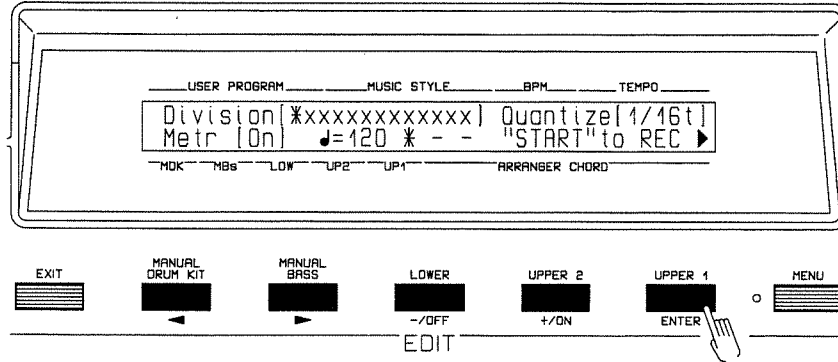 USER PROGRAM MUSIC STYLE BPM TEMPO
Division[*xxxxxxxxxxxx] Quantize[1/16t]
Metr [On] ♩=120 * - - "START"to REC ▶
MDK MBs LOW UP2 UP1 ARRANGER CHORD
EXIT MANUAL DRUM KIT MANUAL BASS LOWER UPPER 2 UPPER 1 MENU
◀ ▶ -/OFF +/ON ENTER
EDIT